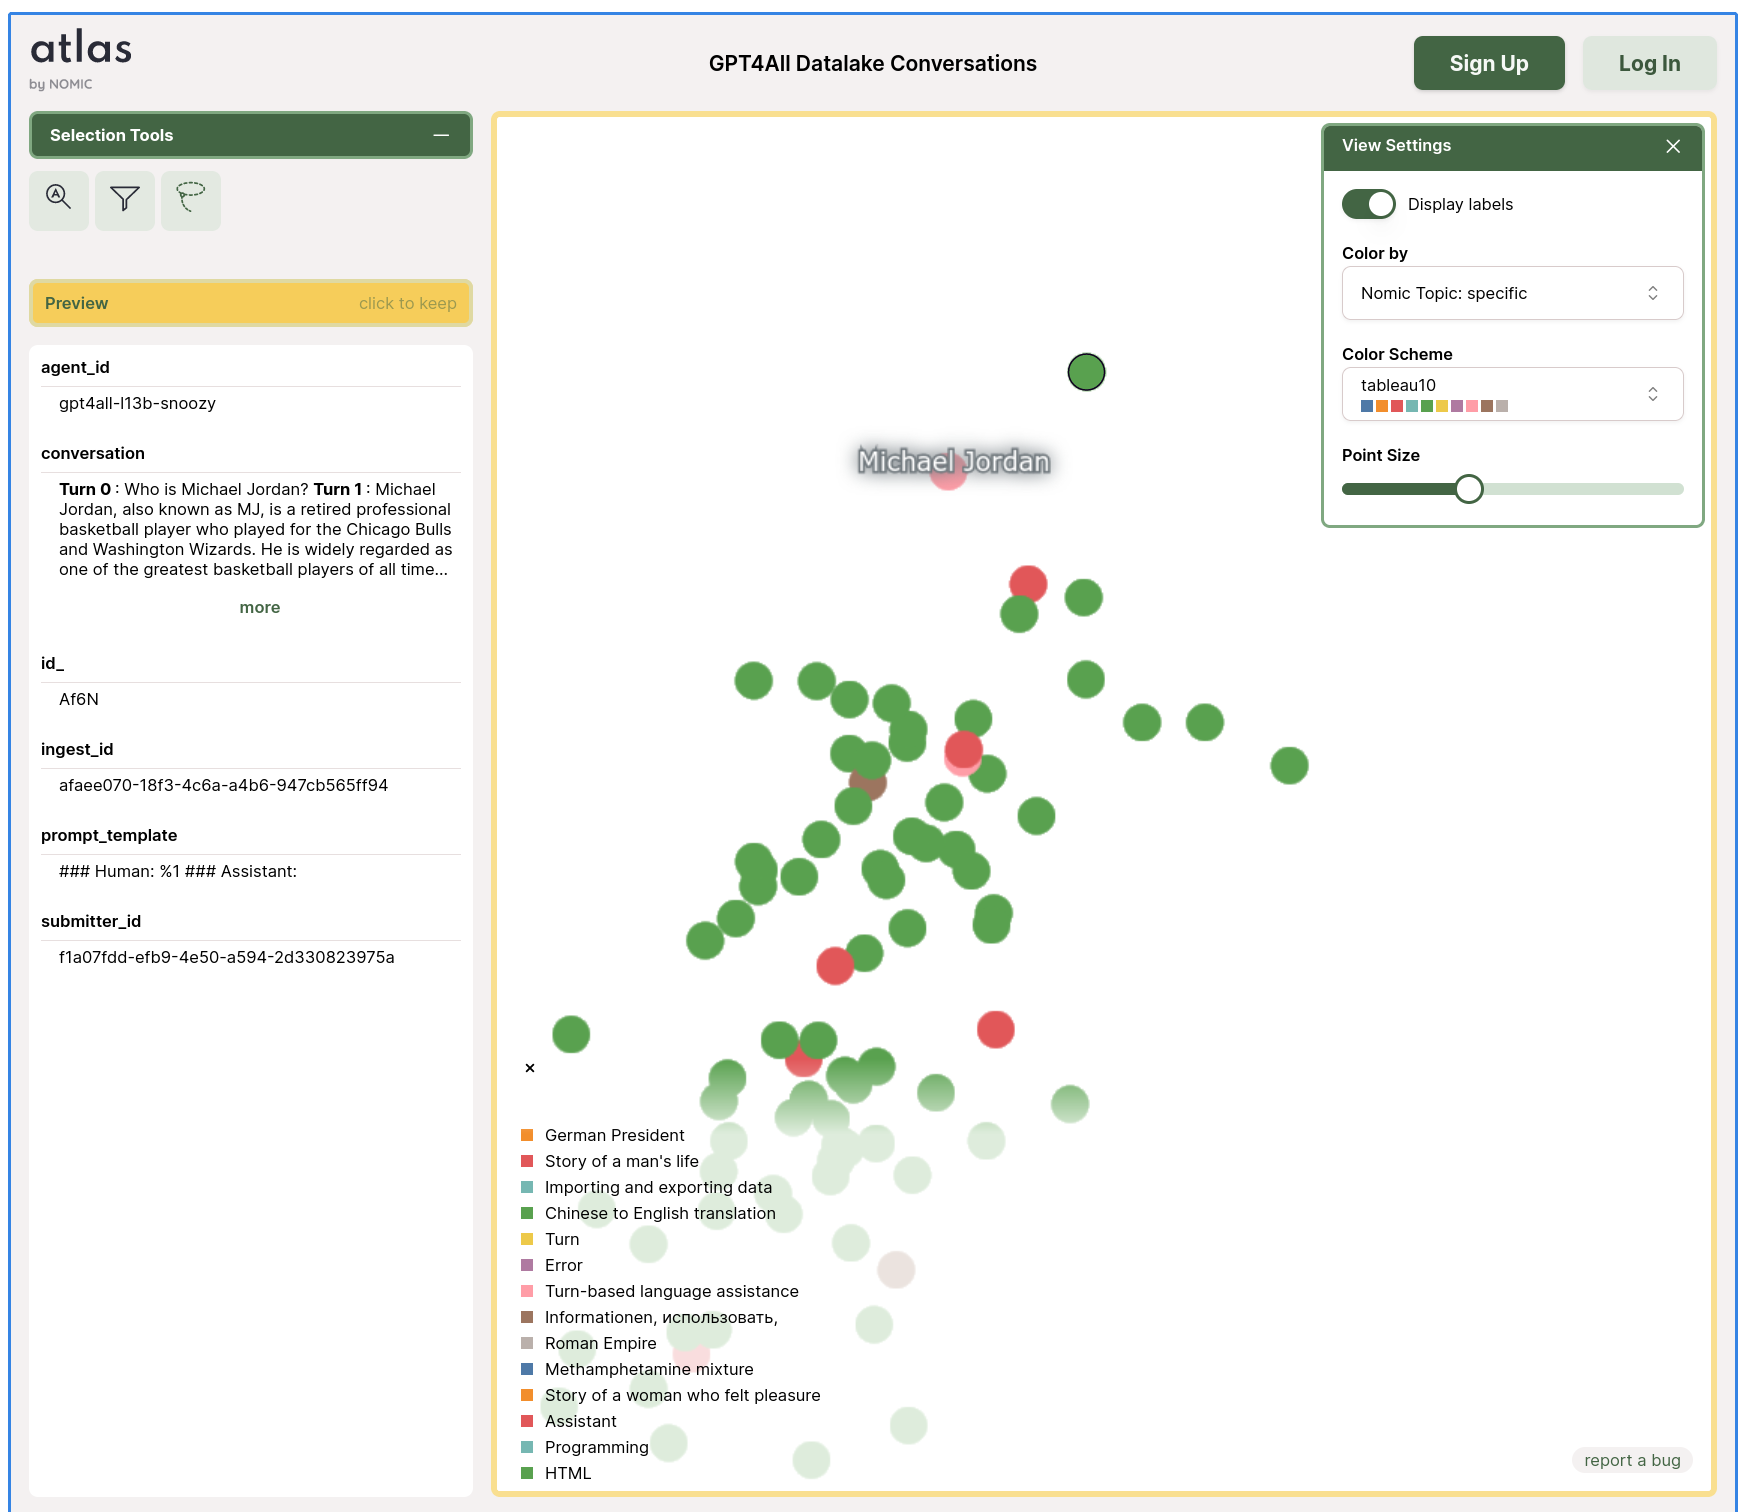 atlas
by NOMIC
GPT4All Datalake Conversations
Sign Up
Log In
Selection Tools
Preview
click to keep
agent_id
gpt4all-l13b-snoozy
conversation
Turn 0 : Who is Michael Jordan? Turn 1 : Michael
Jordan, also known as MJ, is a retired professional
basketball player who played for the Chicago Bulls
and Washington Wizards. He is widely regarded as
one of the greatest basketball players of all time...
more
id_
Af6N
ingest_id
afaee070-18f3-4c6a-a4b6-947cb565ff94
prompt_template
### Human: %1 ### Assistant:
submitter_id
f1a07fdd-efb9-4e50-a594-2d330823975a
Michael Jordan
View Settings
Display labels
Color by
Nomic Topic: specific
Color Scheme
tableau10
Point Size
German President
Story of a man's life
Importing and exporting data
Chinese to English translation
Turn
Error
Turn-based language assistance
Informationen, использовать,
Roman Empire
Methamphetamine mixture
Story of a woman who felt pleasure
Assistant
Programming
HTML
report a bug